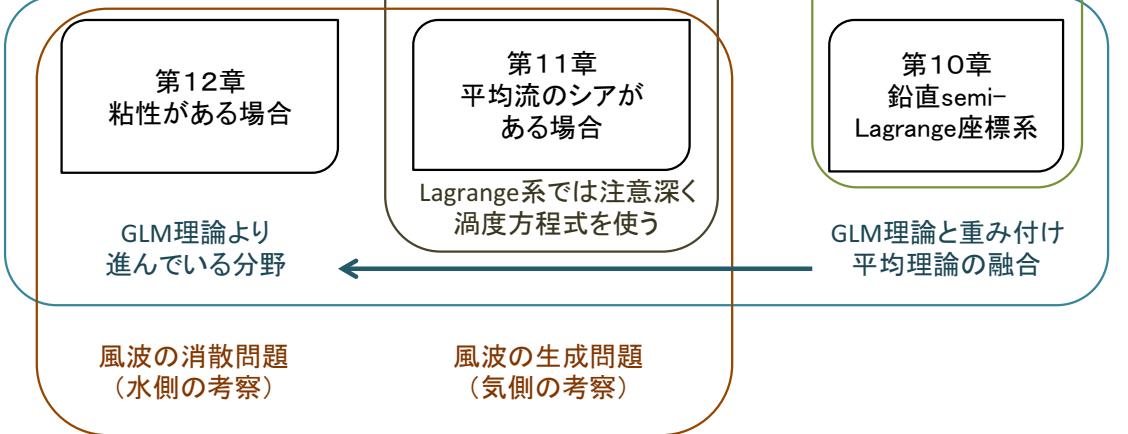 第12章
粘性がある場合
第11章
平均流のシアが
ある場合
第10章
鉛直semi-
Lagrange座標系
Lagrange系では注意深く
渦度方程式を使う
GLM理論より
進んでいる分野
GLM理論と重み付け
平均理論の融合
風波の消散問題
（水側の考察）
風波の生成問題
（気側の考察）